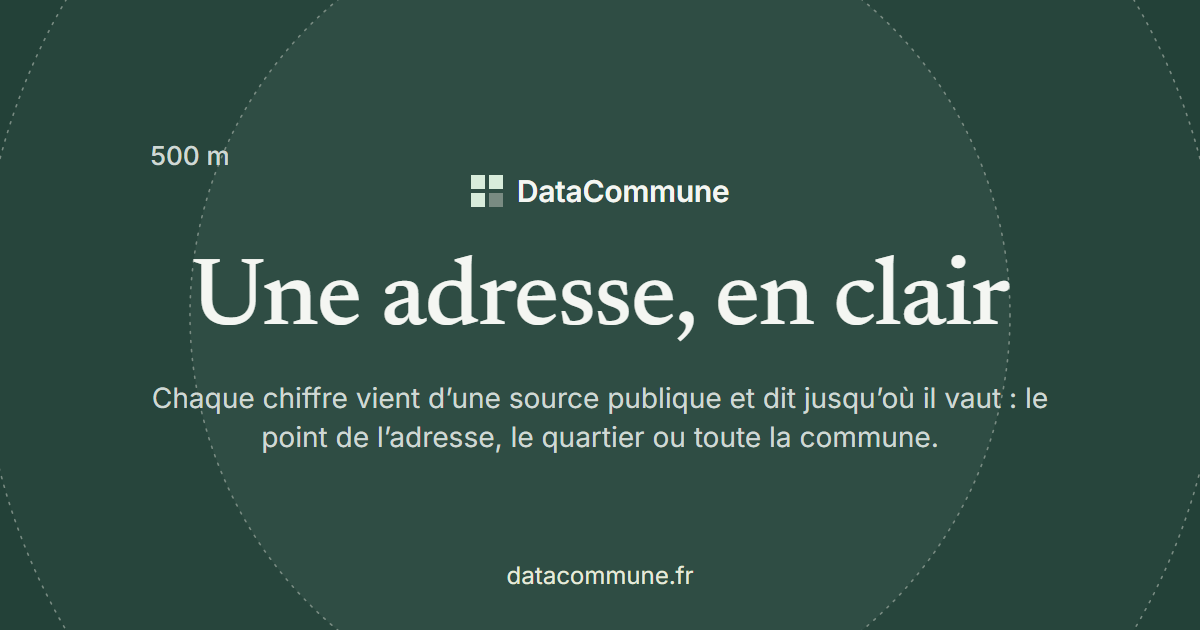 500 m
DataCommune
Une adresse, en clair
Chaque chiffre vient d’une source publique et dit jusqu’où il vaut : le
point de l’adresse, le quartier ou toute la commune.
datacommune.fr